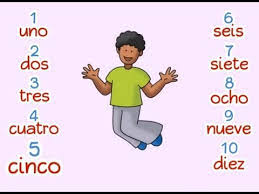 1
uno
2
dos
3
tres
4
cuatro
5
cinco
6
seis
7
siete
8
ocho
9
nueve
10
diez